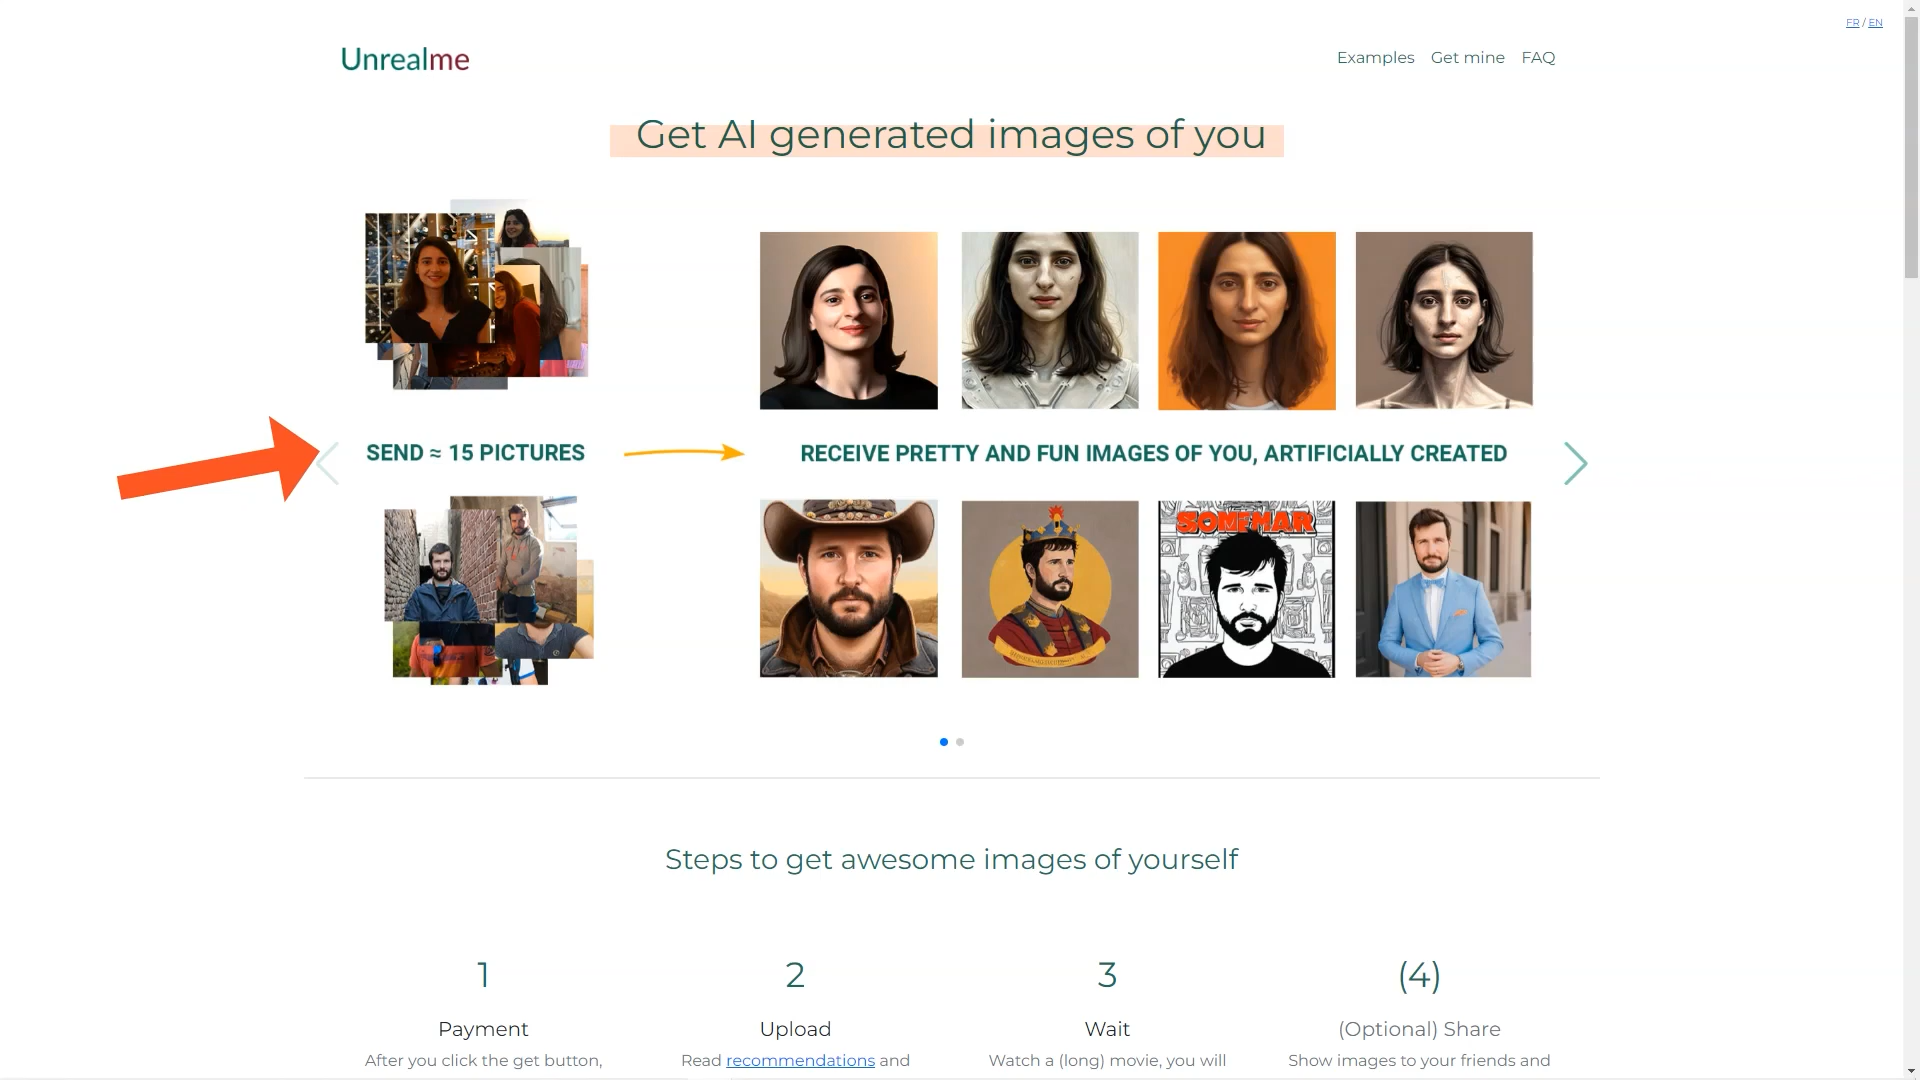 FR / EN
Unrealme
Examples Get mine FAQ
Get AI generated images of you
SEND ≈ 15 PICTURES
RECEIVE PRETTY AND FUN IMAGES OF YOU, ARTIFICIALLY CREATED
SOMEMAR
Steps to get awesome images of yourself
1
Payment
After you click the get button,
2
Upload
Read recommendations and
3
Wait
Watch a (long) movie, you will
(4)
(Optional) Share
Show images to your friends and